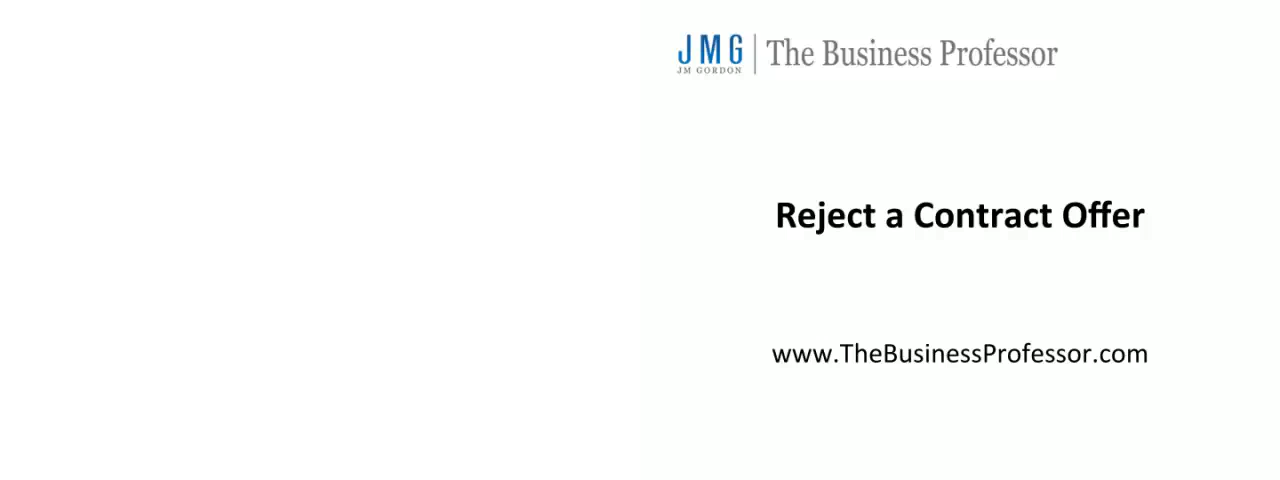 JMG | The Business Professor
JM GORDON
Reject a Contract Offer
www.TheBusinessProfessor.com